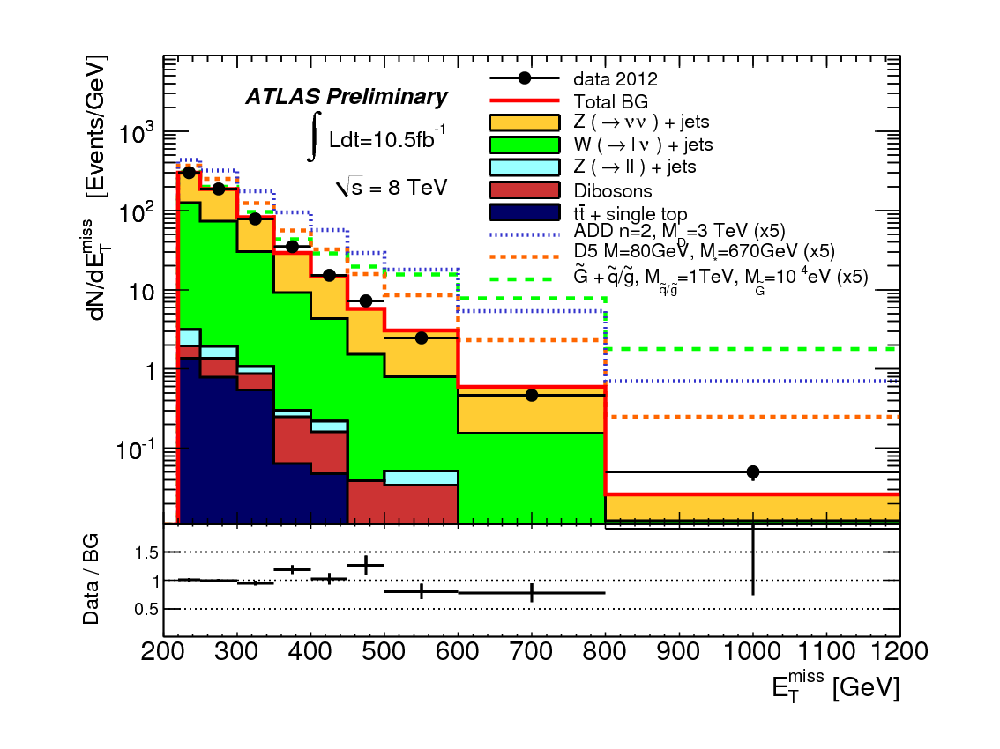 dN/dE_T^miss [Events/GeV]
10³
10²
10
1
10⁻¹
ATLAS Preliminary
∫ Ldt=10.5fb⁻¹
√s = 8 TeV
data 2012
Total BG
Z ( → ν ν ) + jets
W ( → l ν ) + jets
Z ( → ll ) + jets
Dibosons
tt̄ + single top
ADD n=2, M_D=3 TeV (x5)
D5 M=80GeV, M_*=670GeV (x5)
G̃ + q̃/g̃, M_q̃/g̃=1TeV, M_G̃=10⁻⁴eV (x5)
Data / BG
1.5
1
0.5
200 300 400 500 600 700 800 900 1000 1100 1200
E_T^miss [GeV]